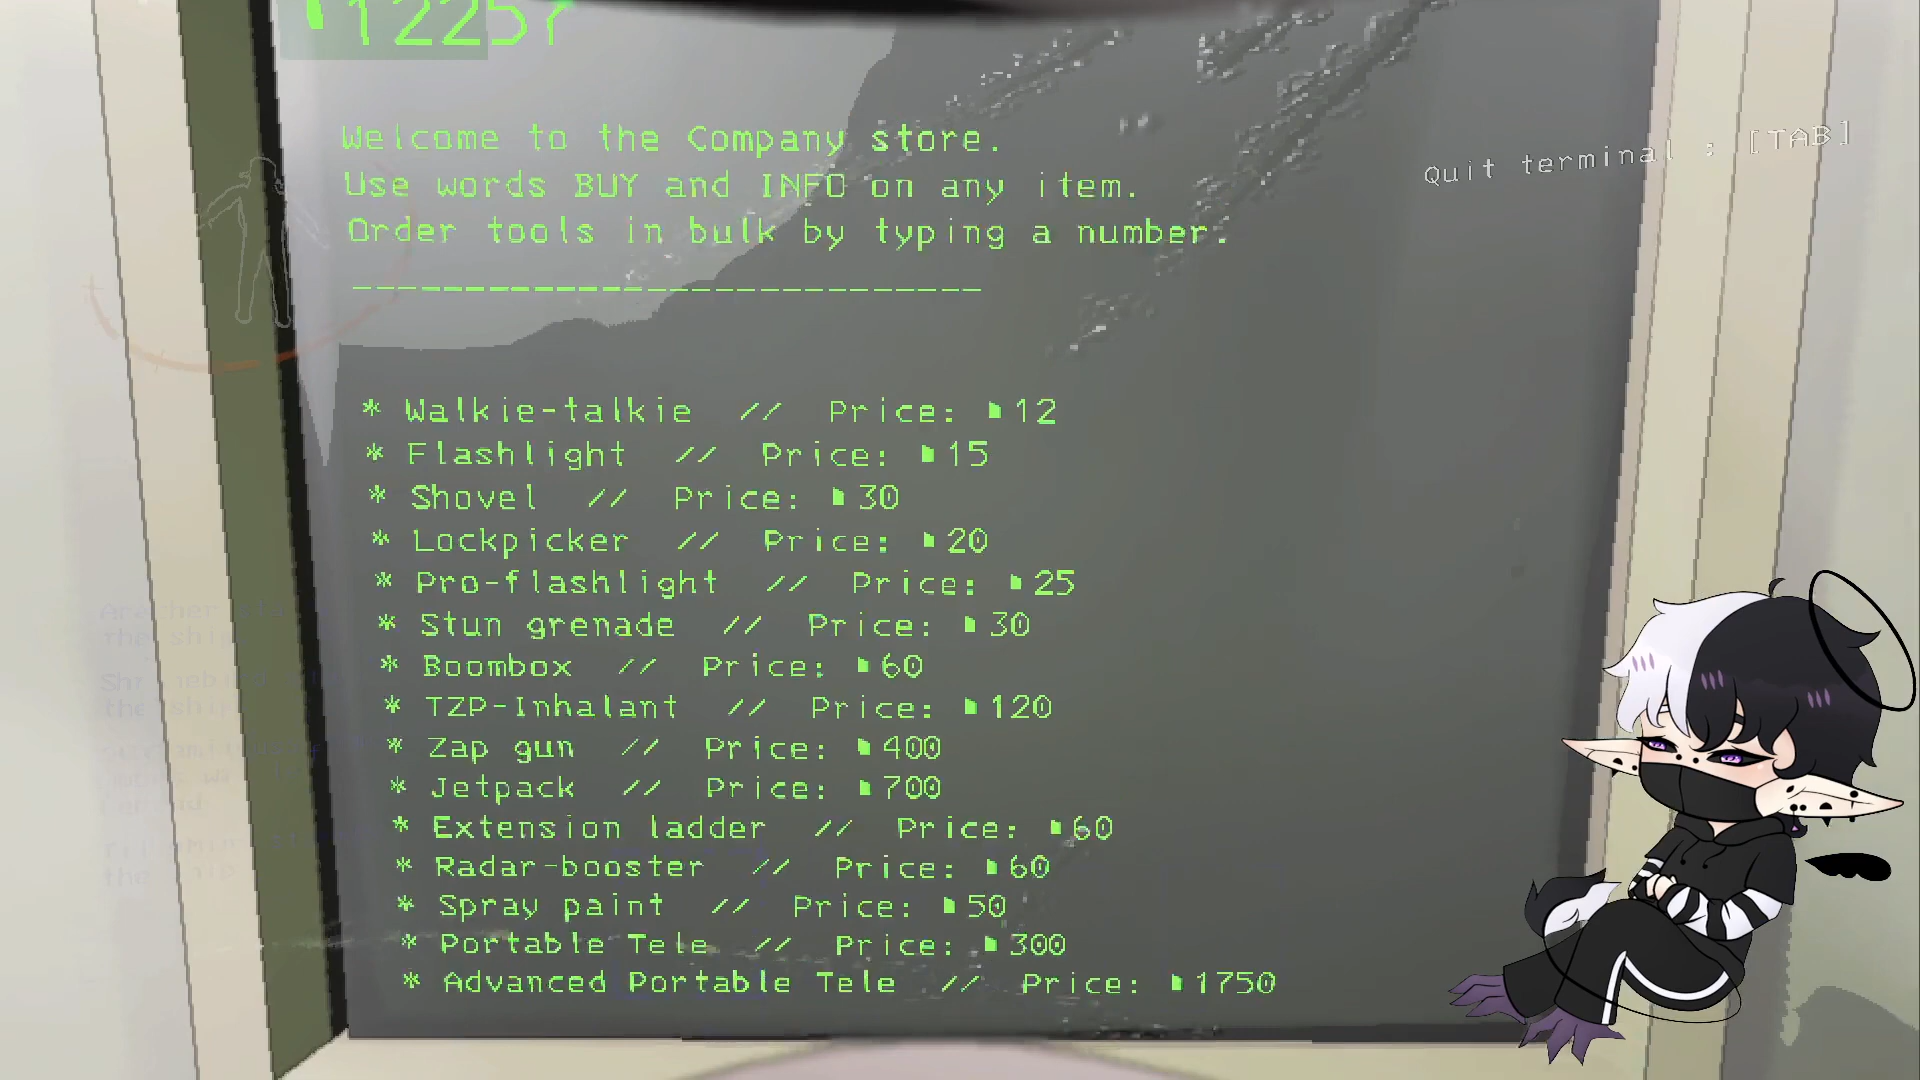 12257
Welcome to the Company store.
Use words BUY and INFO on any item.
Order tools in bulk by typing a number.
Quit terminal : [TAB]
* Walkie-talkie // Price: 12
* Flashlight // Price: 15
* Shovel // Price: 30
* Lockpicker // Price: 20
* Pro-flashlight // Price: 25
* Stun grenade // Price: 30
* Boombox // Price: 60
* TZP-Inhalant // Price: 120
* Zap gun // Price: 400
* Jetpack // Price: 700
* Extension ladder // Price: 60
* Radar-booster // Price: 60
* Spray paint // Price: 50
* Portable Tele // Price: 300
* Advanced Portable Tele // Price: 1750